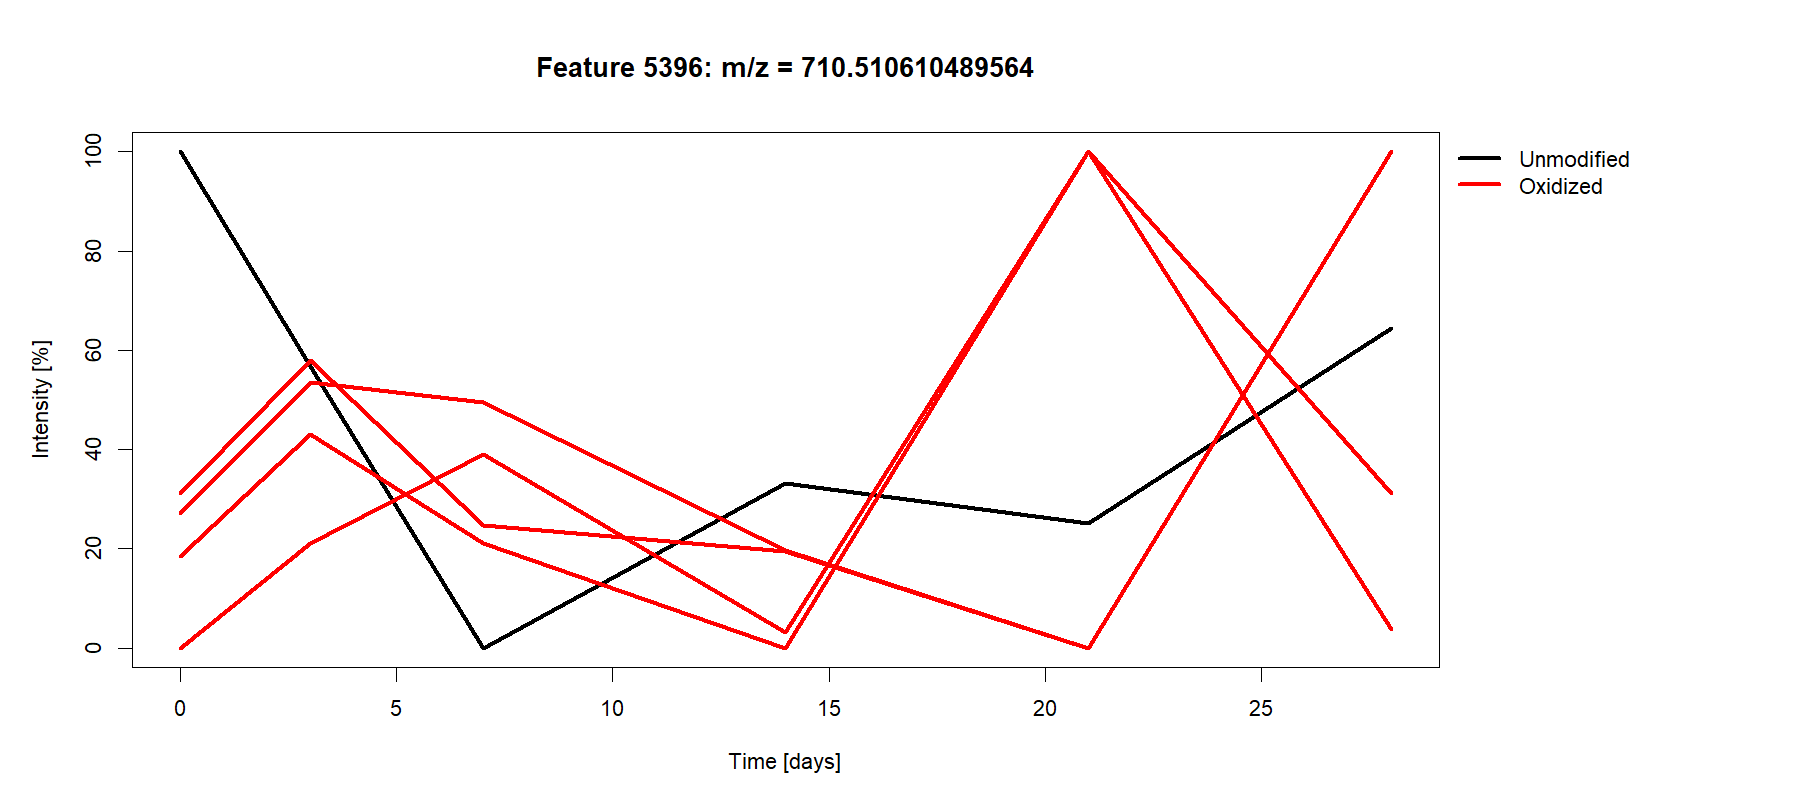 Feature 5396: m/z = 710.510610489564
Unmodified
Oxidized
Intensity [%]
100
80
60
40
20
0
0 5 10 15 20 25
Time [days]